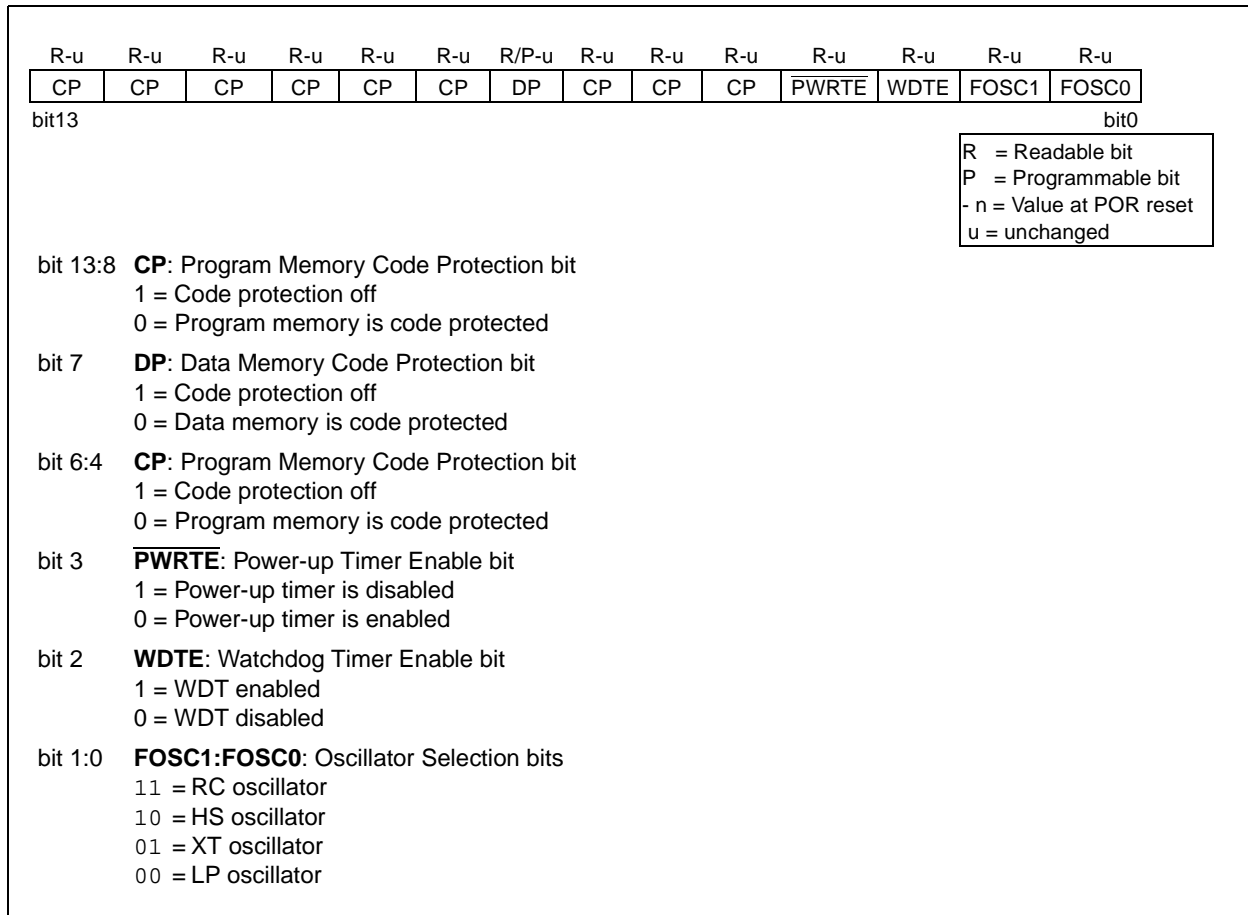 R-u R-u R-u R-u R-u R-u R/P-u R-u R-u R-u R-u R-u R-u R-u
CP CP CP CP CP CP DP CP CP CP PWRTE WDTE FOSC1 FOSC0
bit13 bit0
R = Readable bit
P = Programmable bit
- n = Value at POR reset
u = unchanged
bit 13:8 CP: Program Memory Code Protection bit
1 = Code protection off
0 = Program memory is code protected
bit 7 DP: Data Memory Code Protection bit
1 = Code protection off
0 = Data memory is code protected
bit 6:4 CP: Program Memory Code Protection bit
1 = Code protection off
0 = Program memory is code protected
bit 3 PWRTE: Power-up Timer Enable bit
1 = Power-up timer is disabled
0 = Power-up timer is enabled
bit 2 WDTE: Watchdog Timer Enable bit
1 = WDT enabled
0 = WDT disabled
bit 1:0 FOSC1:FOSC0: Oscillator Selection bits
11 = RC oscillator
10 = HS oscillator
01 = XT oscillator
00 = LP oscillator